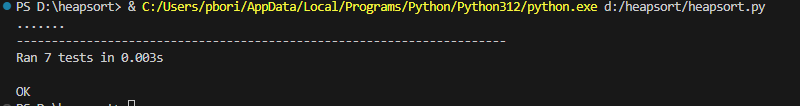 PS D:\heapsort> & C:/Users/pbori/AppData/Local/Programs/Python/Python312/python.exe d:/heapsort/heapsort.py
.......
----------------------------------------------------------------------
Ran 7 tests in 0.003s
OK
PS D:\heapsort>